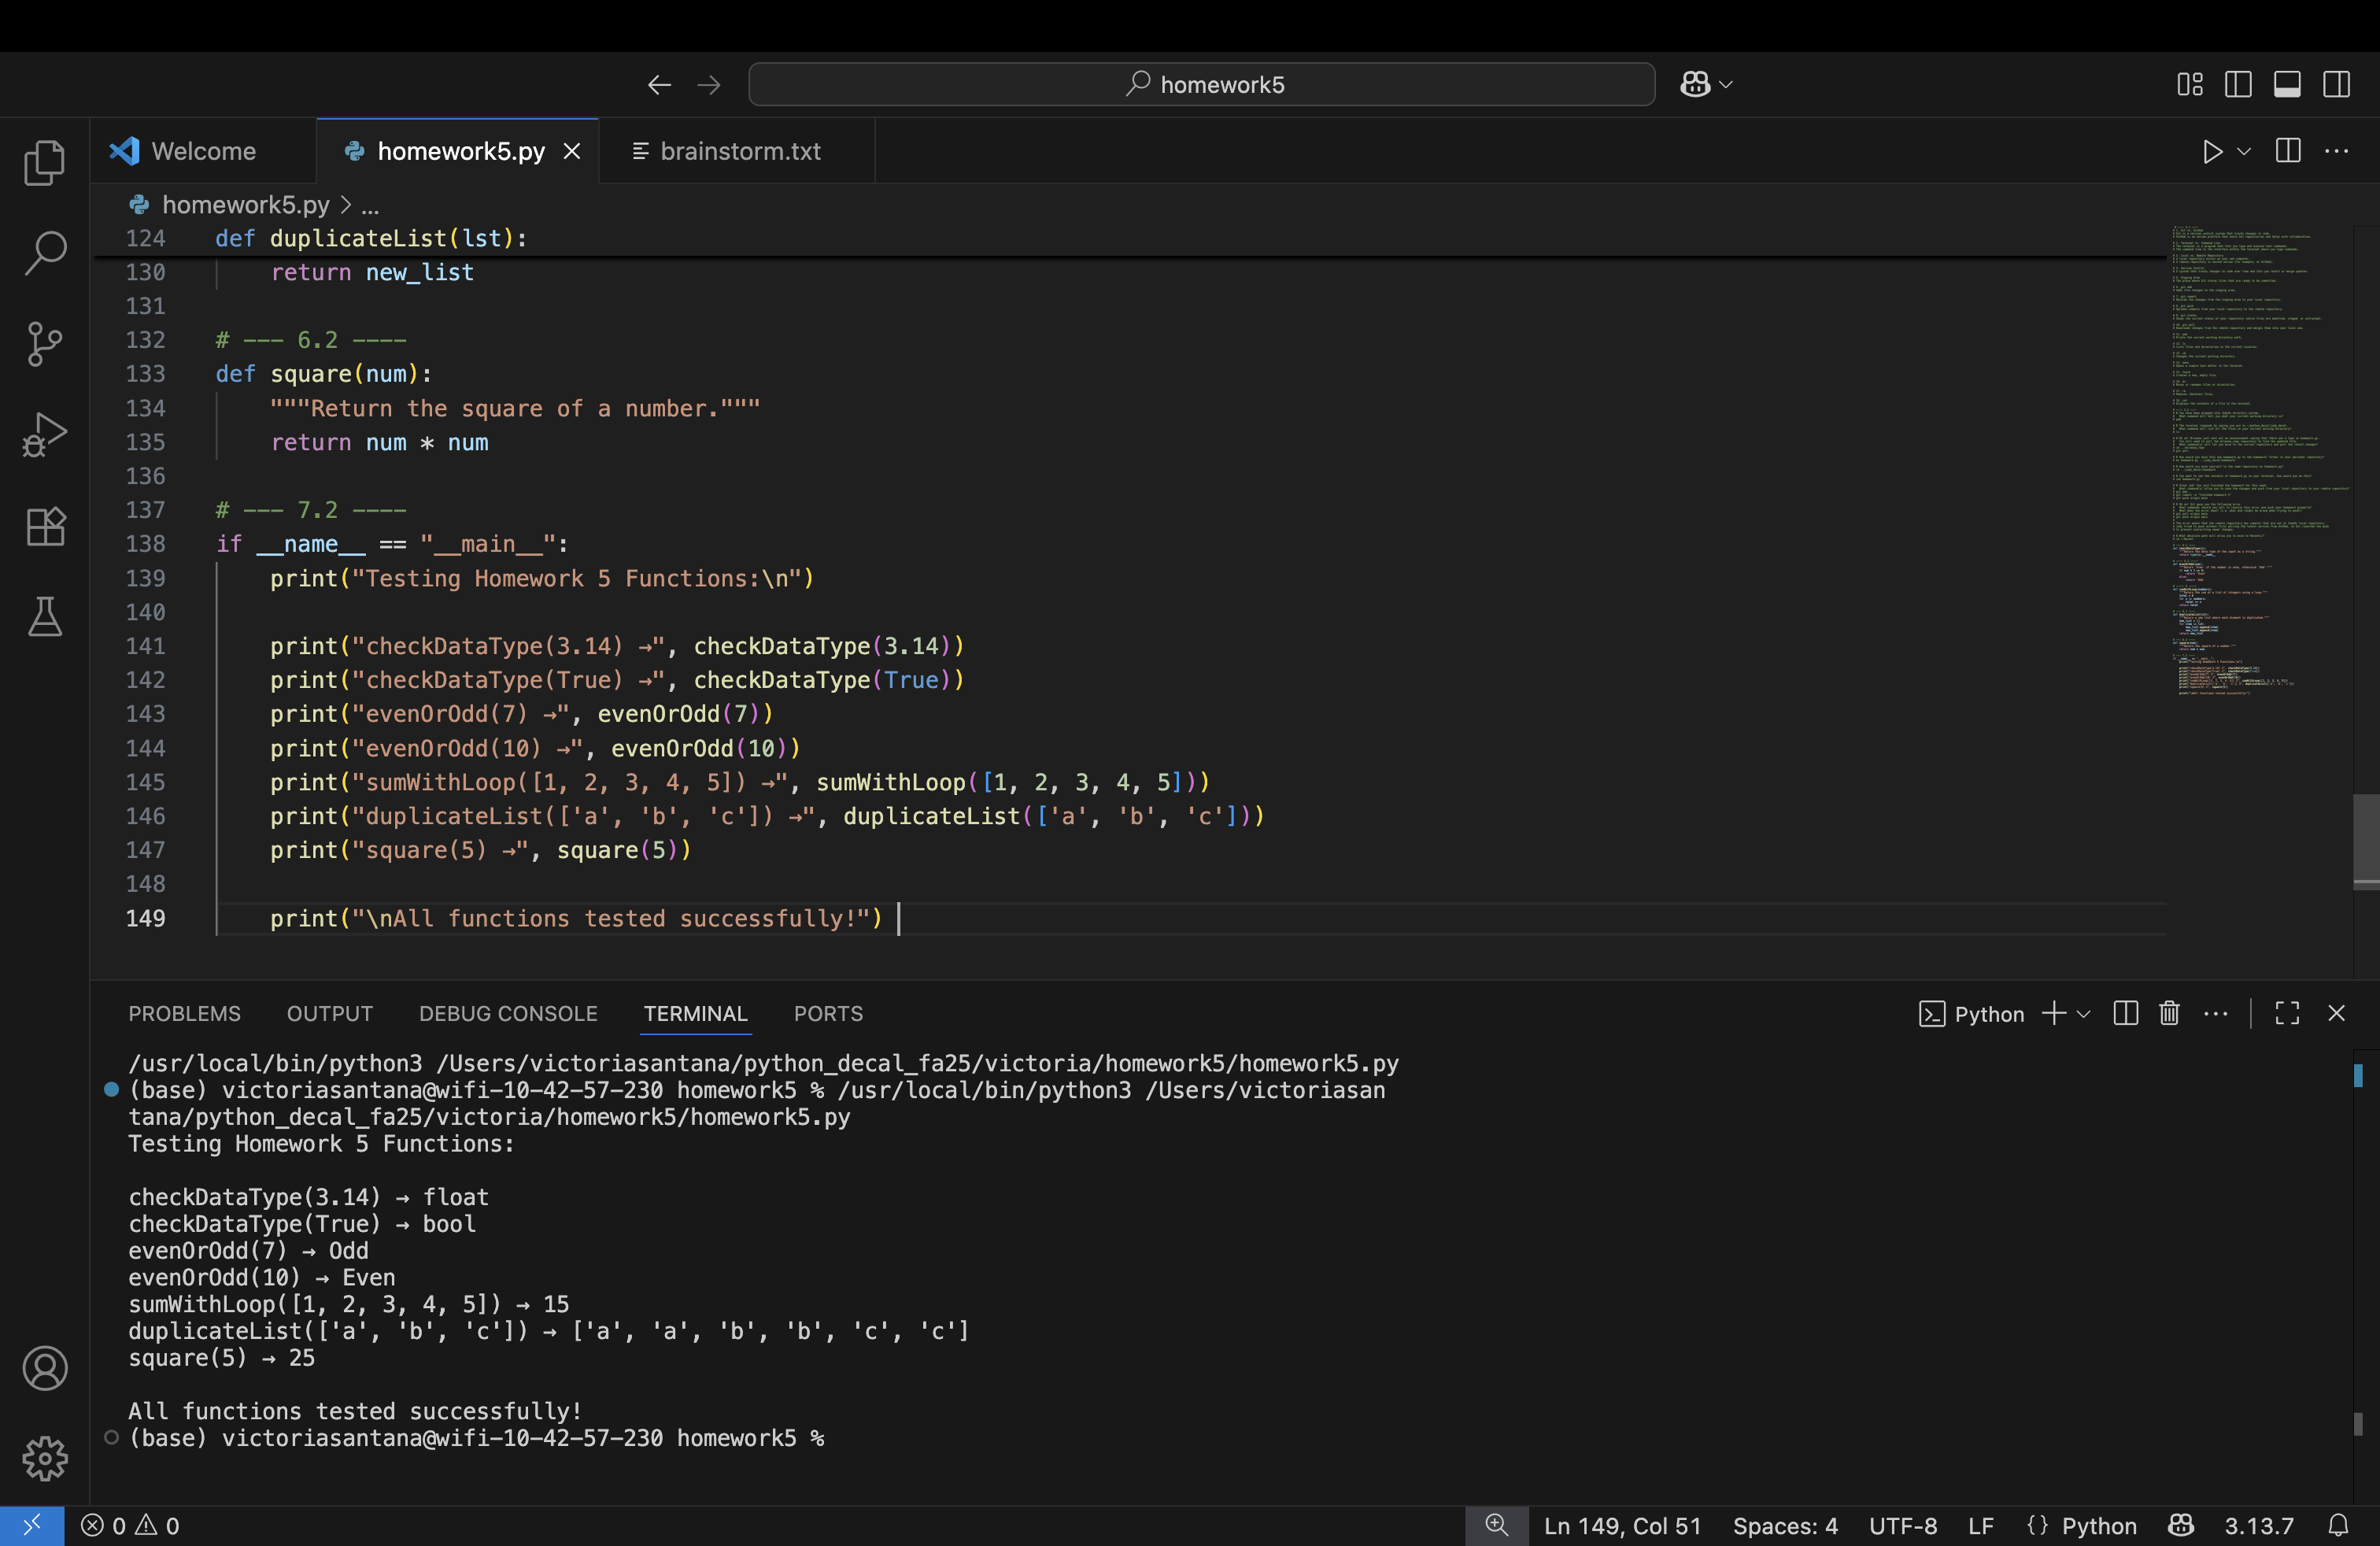 homework5
Welcome
homework5.py
brainstorm.txt
homework5.py > ...
124 def duplicateList(lst):
130     return new_list
131
132 # --- 6.2 ----
133 def square(num):
134     """Return the square of a number."""
135     return num * num
136
137 # --- 7.2 ----
138 if __name__ == "__main__":
139     print("Testing Homework 5 Functions:\n")
140
141     print("checkDataType(3.14) →", checkDataType(3.14))
142     print("checkDataType(True) →", checkDataType(True))
143     print("evenOrOdd(7) →", evenOrOdd(7))
144     print("evenOrOdd(10) →", evenOrOdd(10))
145     print("sumWithLoop([1, 2, 3, 4, 5]) →", sumWithLoop([1, 2, 3, 4, 5]))
146     print("duplicateList(['a', 'b', 'c']) →", duplicateList(['a', 'b', 'c']))
147     print("square(5) →", square(5))
148
149     print("\nAll functions tested successfully!")
PROBLEMS OUTPUT DEBUG CONSOLE TERMINAL PORTS
Python
/usr/local/bin/python3 /Users/victoriasantana/python_decal_fa25/victoria/homework5/homework5.py
(base) victoriasantana@wifi-10-42-57-230 homework5 % /usr/local/bin/python3 /Users/victoriasan
tana/python_decal_fa25/victoria/homework5/homework5.py
Testing Homework 5 Functions:
checkDataType(3.14) → float
checkDataType(True) → bool
evenOrOdd(7) → Odd
evenOrOdd(10) → Even
sumWithLoop([1, 2, 3, 4, 5]) → 15
duplicateList(['a', 'b', 'c']) → ['a', 'a', 'b', 'b', 'c', 'c']
square(5) → 25
All functions tested successfully!
(base) victoriasantana@wifi-10-42-57-230 homework5 %
0 0 Ln 149, Col 51 Spaces: 4 UTF-8 LF {} Python 3.13.7